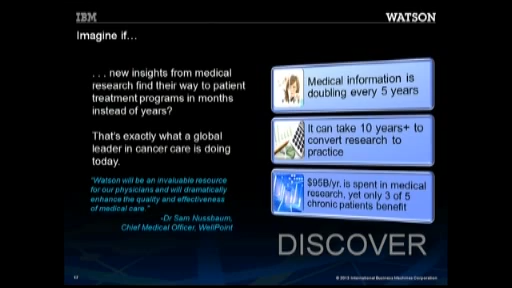 IBM
WATSON
Imagine if...
. . . new insights from medical
research find their way to patient
treatment programs in months
instead of years?
That's exactly what a global
leader in cancer care is doing
today.
"Watson will be an invaluable resource
for our physicians and will dramatically
enhance the quality and effectiveness
of medical care."
-Dr Sam Nussbaum,
Chief Medical Officer, WellPoint
Medical information is
doubling every 5 years
It can take 10 years+ to
convert research to
practice
$95B/yr. is spent in medical
research, yet only 3 of 5
chronic patients benefit
DISCOVER
© 2013 International Business Machines Corporation